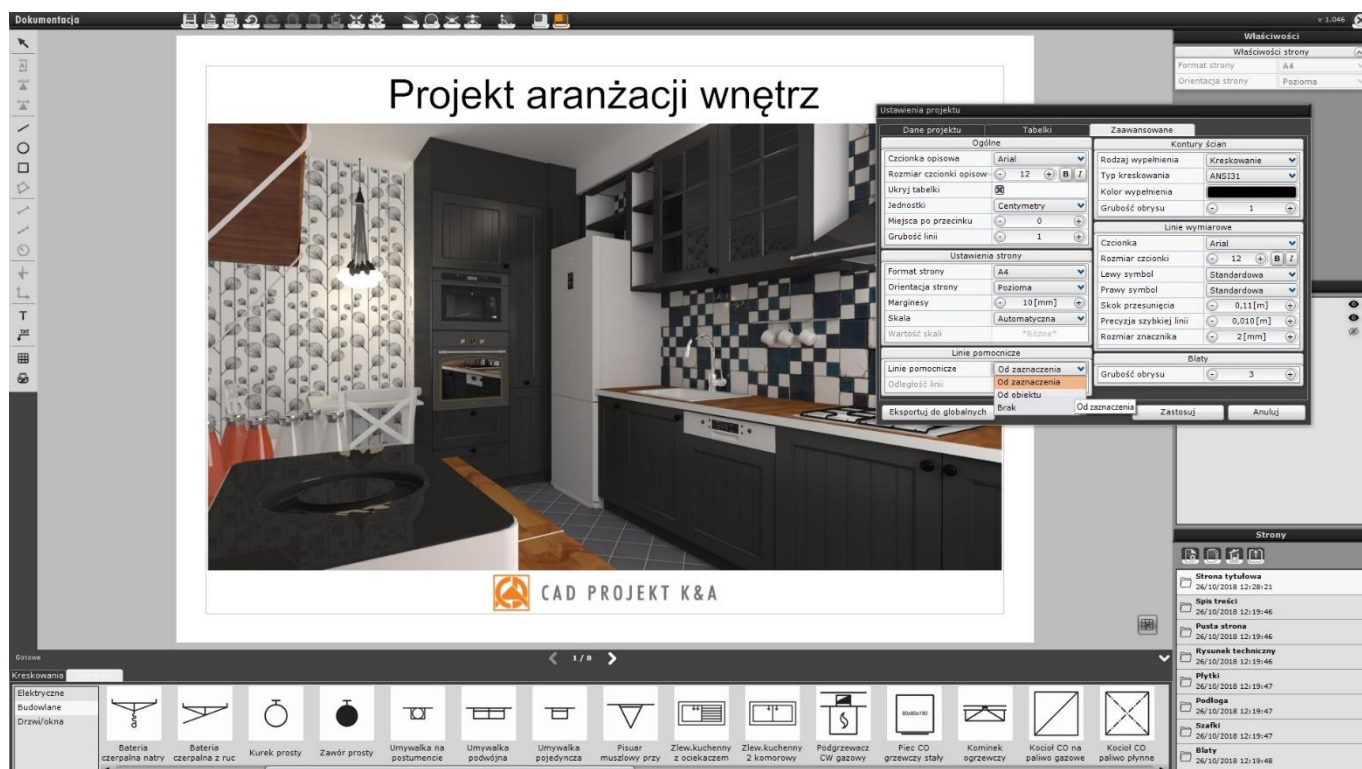 Dokumentacja
v 1.046
Projekt aranżacji wnętrz
CAD PROJEKT K&A
Właściwości
Właściwości strony
Format strony A4
Orientacja strony Pozioma
Ustawienia projektu
Dane projektu Tabelki Zaawansowane
Ogólne
Czcionka opisowa Arial
Rozmiar czcionki opisow 12 B I
Ukryj tabelki
Jednostki Centymetry
Miejsca po przecinku 0
Grubość linii 1
Ustawienia strony
Format strony A4
Orientacja strony Pozioma
Marginesy 10[mm]
Skala Automatyczna
Wartość skali *Różne*
Linie pomocnicze
Linie pomocnicze Od zaznaczenia
Odległość linii
Od zaznaczenia
Od obiektu
Brak
Od zaznaczenia
Kontury ścian
Rodzaj wypełnienia Kreskowanie
Typ kreskowania ANSI31
Kolor wypełnienia
Grubość obrysu 1
Linie wymiarowe
Czcionka Arial
Rozmiar czcionki 12 B I
Lewy symbol Standardowa
Prawy symbol Standardowa
Skok przesunięcia 0,11[m]
Precyzja szybkiej linii 0,010[m]
Rozmiar znacznika 2[mm]
Blaty
Grubość obrysu 3
Eksportuj do globalnych Zastosuj Anuluj
Strony
Strona tytułowa
26/10/2018 12:28:21
Spis treści
26/10/2018 12:19:46
Pusta strona
26/10/2018 12:19:46
Rysunek techniczny
26/10/2018 12:19:46
Płytki
26/10/2018 12:19:47
Podłoga
26/10/2018 12:19:47
Szafki
26/10/2018 12:19:47
Blaty
26/10/2018 12:19:48
Gotowe
1/8
Kreskowania
Elektryczne
Budowlane
Drzwi/okna
Bateria
czerpalna natry
Bateria
czerpalna z ruc
Kurek prosty
Zawór prosty
Umywalka na
postumencie
Umywalka
podwójna
Umywalka
pojedyncza
Pisuar
muszlowy przy
Zlew.kuchenny
z ociekaczem
Zlew.kuchenny
2 komorowy
Podgrzewacz
CW gazowy
Piec CO
grzewczy stały
Kominek
ogrzewczy
Kocioł CO na
paliwo gazowe
Kocioł CO
paliwo płynne